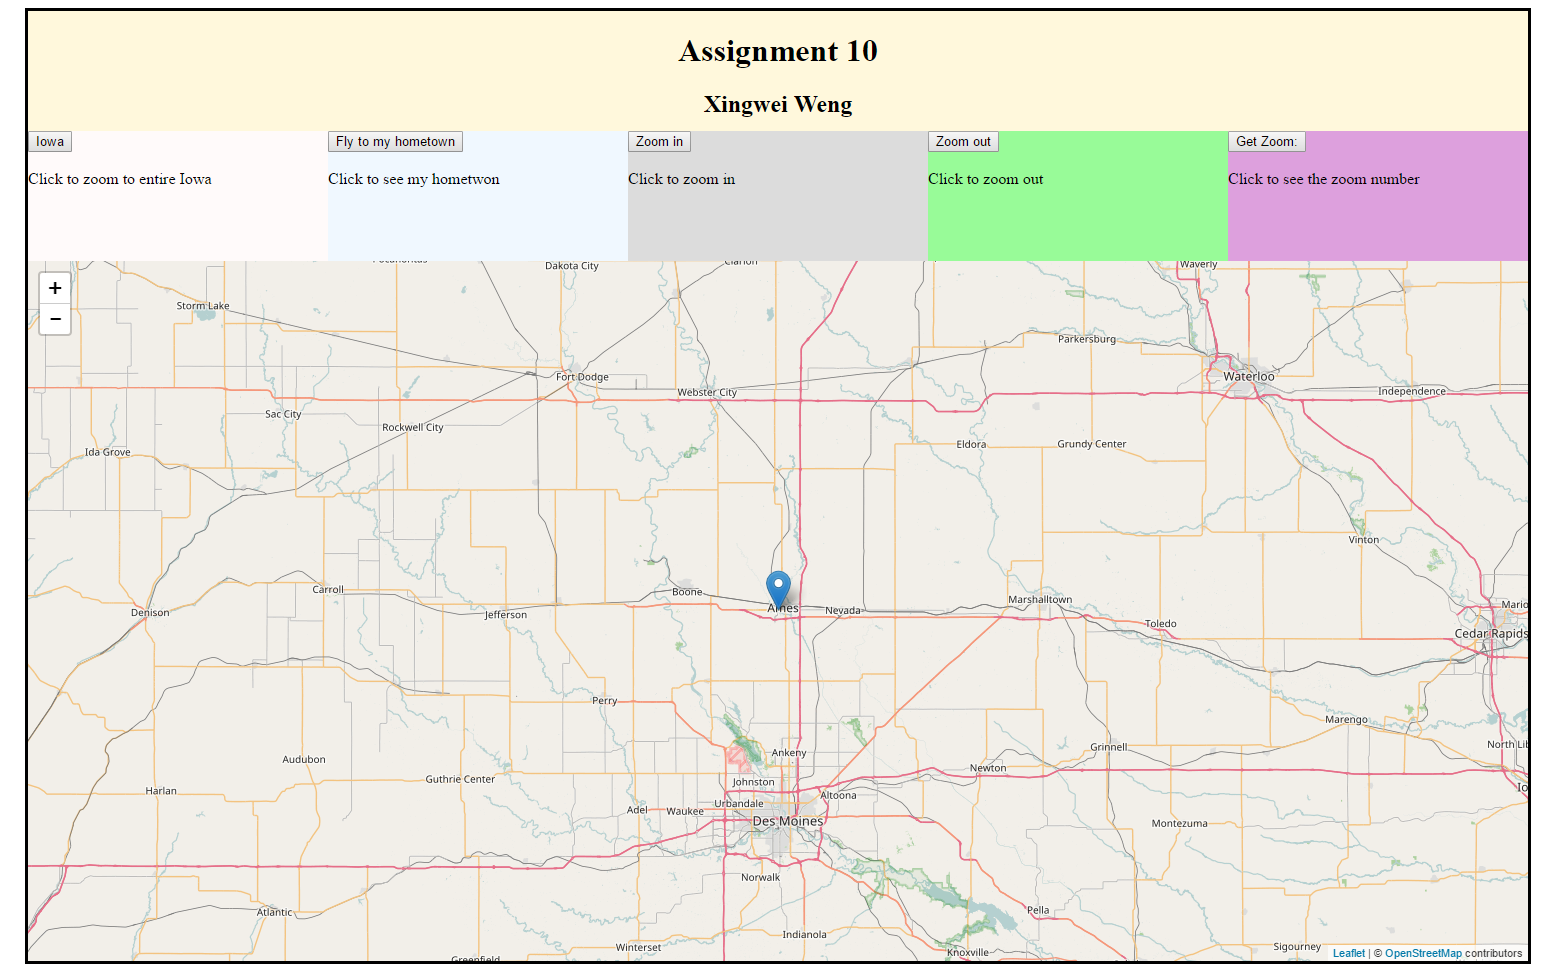 Assignment 10
Xingwei Weng
Iowa
Fly to my hometown
Zoom in
Zoom out
Get Zoom:
Click to zoom to entire Iowa
Click to see my hometwon
Click to zoom in
Click to zoom out
Click to see the zoom number
Pocahontas
Dakota City
Clarion
Waverly
+
−
Storm Lake
Parkersburg
Fort Dodge
Waterloo
Webster City
Independence
Sac City
Rockwell City
Eldora
Grundy Center
Ida Grove
Vinton
Carroll
Boone
Ames
Nevada
Marshalltown
Mario
Denison
Jefferson
Toledo
Cedar Rapids
Perry
Marengo
North Lib
Audubon
Ankeny
Grinnell
Guthrie Center
Johnston
Newton
Harlan
Urbandale
Altoona
Io
Adel
Waukee
Des Moines
Montezuma
Norwalk
Atlantic
Pella
Indianola
Winterset
Knoxville
Sigourney
Greenfield
Leaflet | © OpenStreetMap contributors